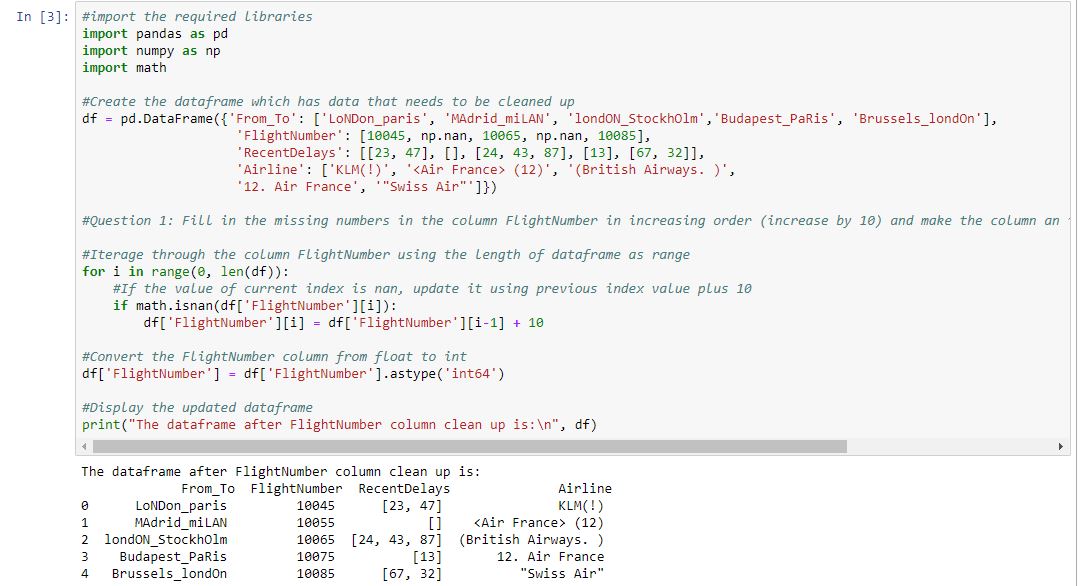 In [3]: #import the required libraries
import pandas as pd
import numpy as np
import math
#Create the dataframe which has data that needs to be cleaned up
df = pd.DataFrame({'From_To': ['LoNDon_paris', 'MAdrid_miLAN', 'londON_StockhOlm','Budapest_PaRis', 'Brussels_londOn'],
'FlightNumber': [10045, np.nan, 10065, np.nan, 10085],
'RecentDelays': [[23, 47], [], [24, 43, 87], [13], [67, 32]],
'Airline': ['KLM(!)', '<Air France> (12)', '(British Airways. )',
'12. Air France', '"Swiss Air"']})
#Question 1: Fill in the missing numbers in the column FlightNumber in increasing order (increase by 10) and make the column an
#Iterage through the column FlightNumber using the length of dataframe as range
for i in range(0, len(df)):
#If the value of current index is nan, update it using previous index value plus 10
if math.isnan(df['FlightNumber'][i]):
df['FlightNumber'][i] = df['FlightNumber'][i-1] + 10
#Convert the FlightNumber column from float to int
df['FlightNumber'] = df['FlightNumber'].astype('int64')
#Display the updated dataframe
print("The dataframe after FlightNumber column clean up is:\n", df)
The dataframe after FlightNumber column clean up is:
From_To FlightNumber RecentDelays Airline
0 LoNDon_paris 10045 [23, 47] KLM(!)
1 MAdrid_miLAN 10055 [] <Air France> (12)
2 londON_StockhOlm 10065 [24, 43, 87] (British Airways. )
3 Budapest_PaRis 10075 [13] 12. Air France
4 Brussels_londOn 10085 [67, 32] "Swiss Air"